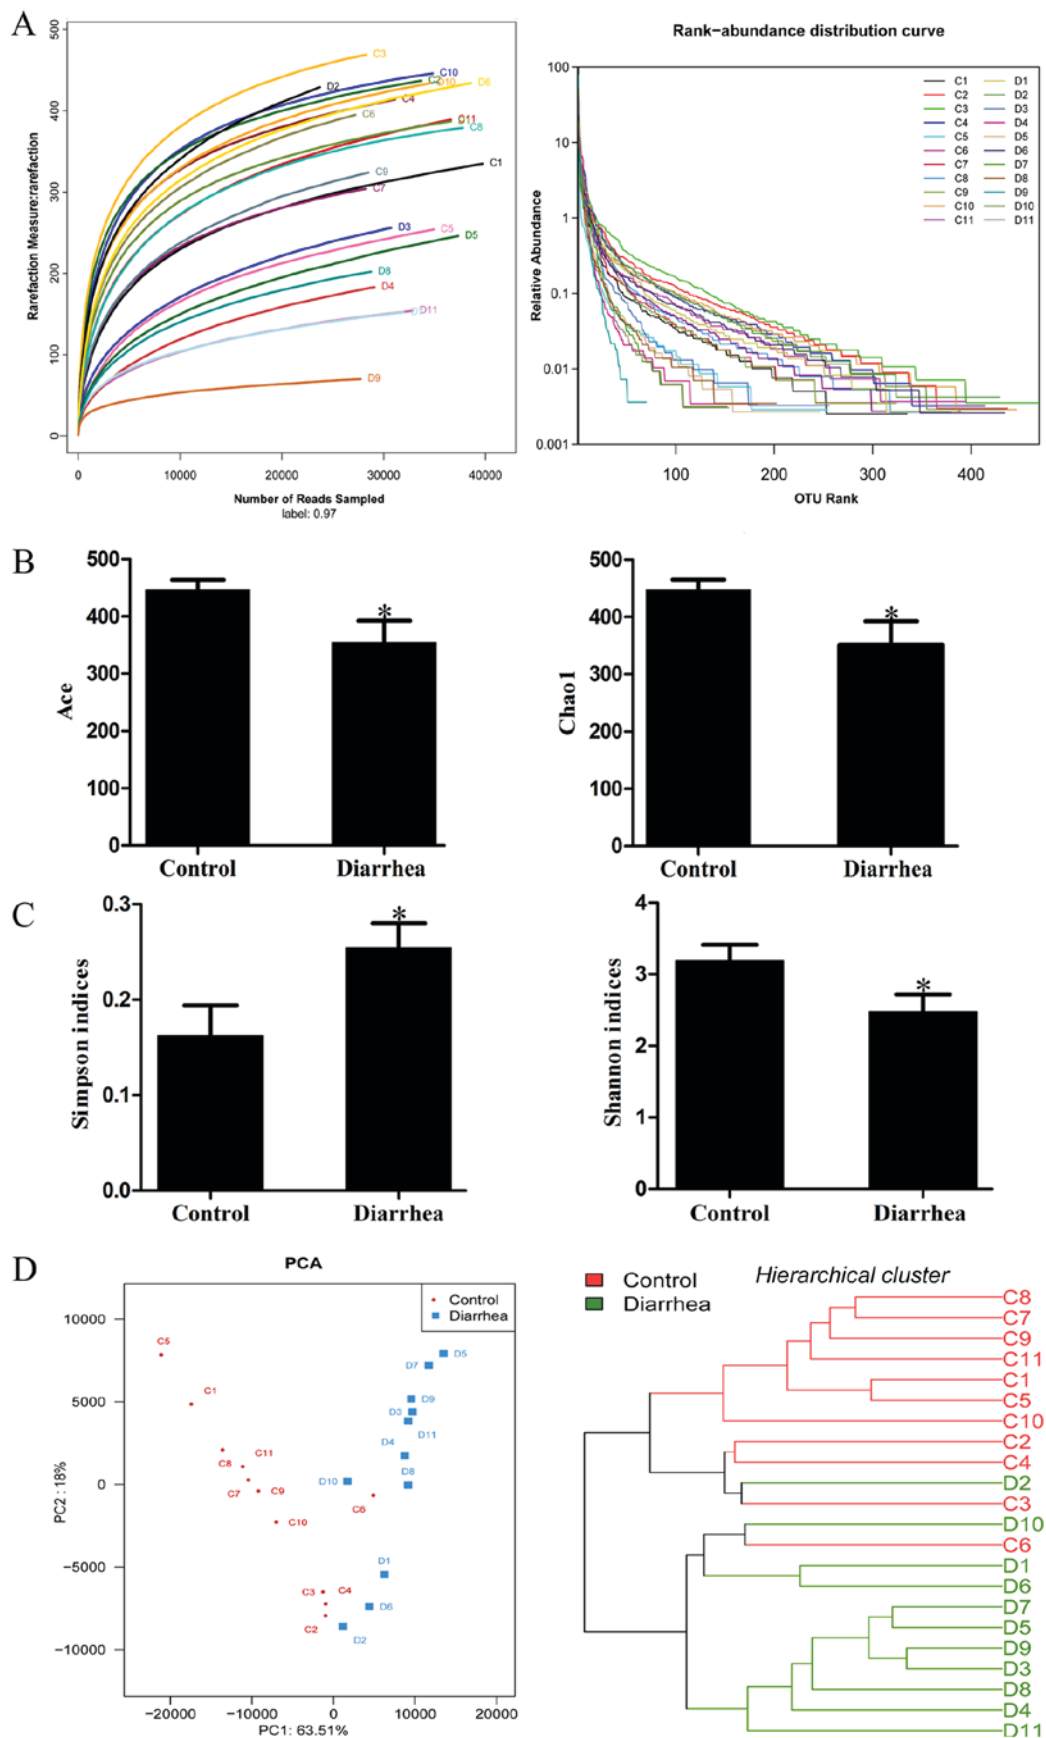 A
Rarefaction Measure:rarefaction
500
400
300
200
100
0
C3
C10
C2
D10
D6
D2
C4
C6
C11
C8
C1
C9
C7
D3
C5
D5
D8
D4
D11
D9
0 10000 20000 30000 40000
Number of Reads Sampled
label: 0.97
Rank-abundance distribution curve
Relative Abundance
100
10
1
0.1
0.01
0.001
C1 D1
C2 D2
C3 D3
C4 D4
C5 D5
C6 D6
C7 D7
C8 D8
C9 D9
C10 D10
C11 D11
100 200 300 400
OTU Rank
B
Ace
500
400
300
200
100
0
*
Control Diarrhea
Chao1
500
400
300
200
100
0
*
Control Diarrhea
C
Simpson indices
0.3
0.2
0.1
0.0
*
Control Diarrhea
Shannon indices
4
3
2
1
0
*
Control Diarrhea
D
PCA
Control
Diarrhea
PC2 : 18%
10000
5000
0
−5000
−10000
C5
C1
C11
C8
C7
C9
C10
C6
C3
C4
C2
D5
D7
D9
D3
D11
D4
D8
D10
D1
D6
D2
−20000 −10000 0 10000 20000
PC1: 63.51%
Control
Diarrhea
Hierarchical cluster
C8
C7
C9
C11
C1
C5
C10
C2
C4
D2
C3
D10
C6
D1
D6
D7
D5
D9
D3
D8
D4
D11